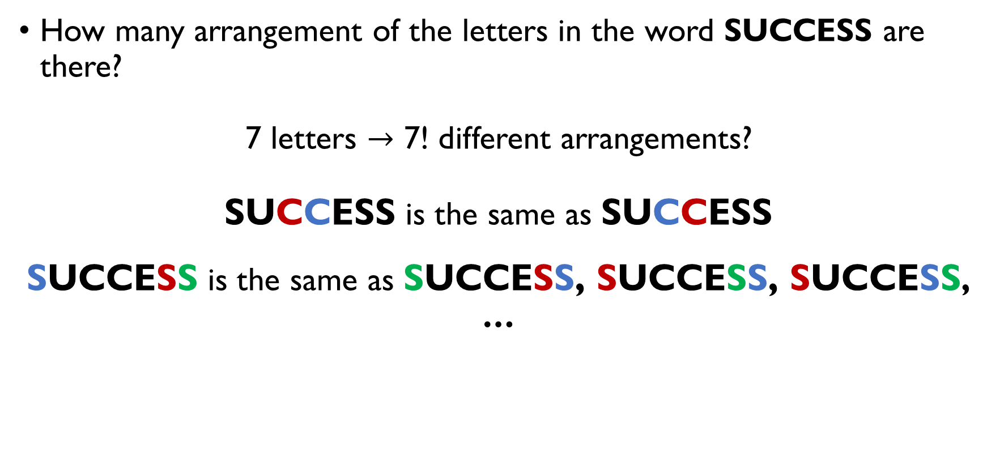 • How many arrangement of the letters in the word SUCCESS are
there?
7 letters → 7! different arrangements?
SUCCESS is the same as SUCCESS
SUCCESS is the same as SUCCESS, SUCCESS, SUCCESS,
...